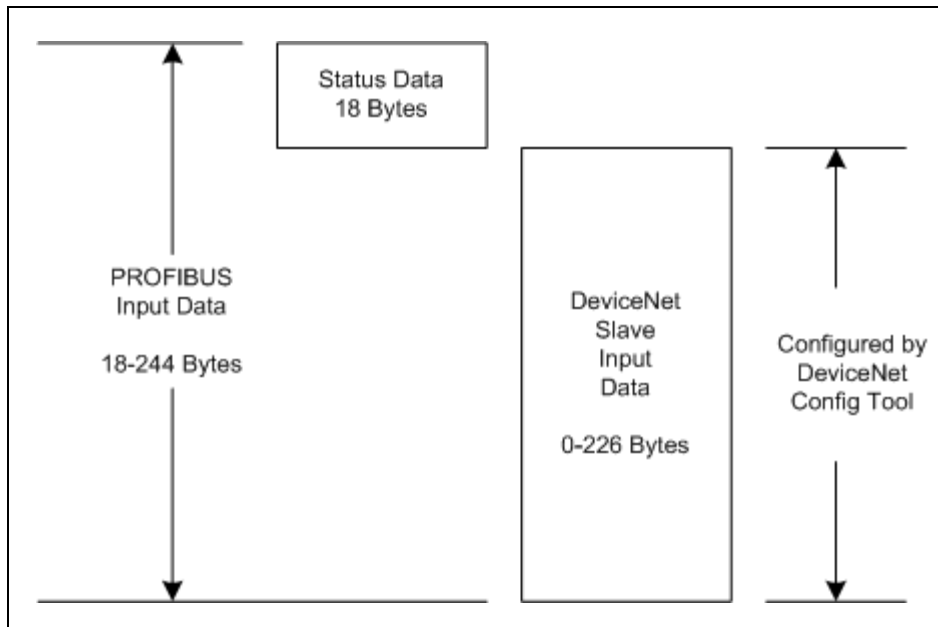 Status Data
18 Bytes
PROFIBUS
Input Data
18-244 Bytes
DeviceNet
Slave
Input
Data
0-226 Bytes
Configured by
DeviceNet
Config Tool